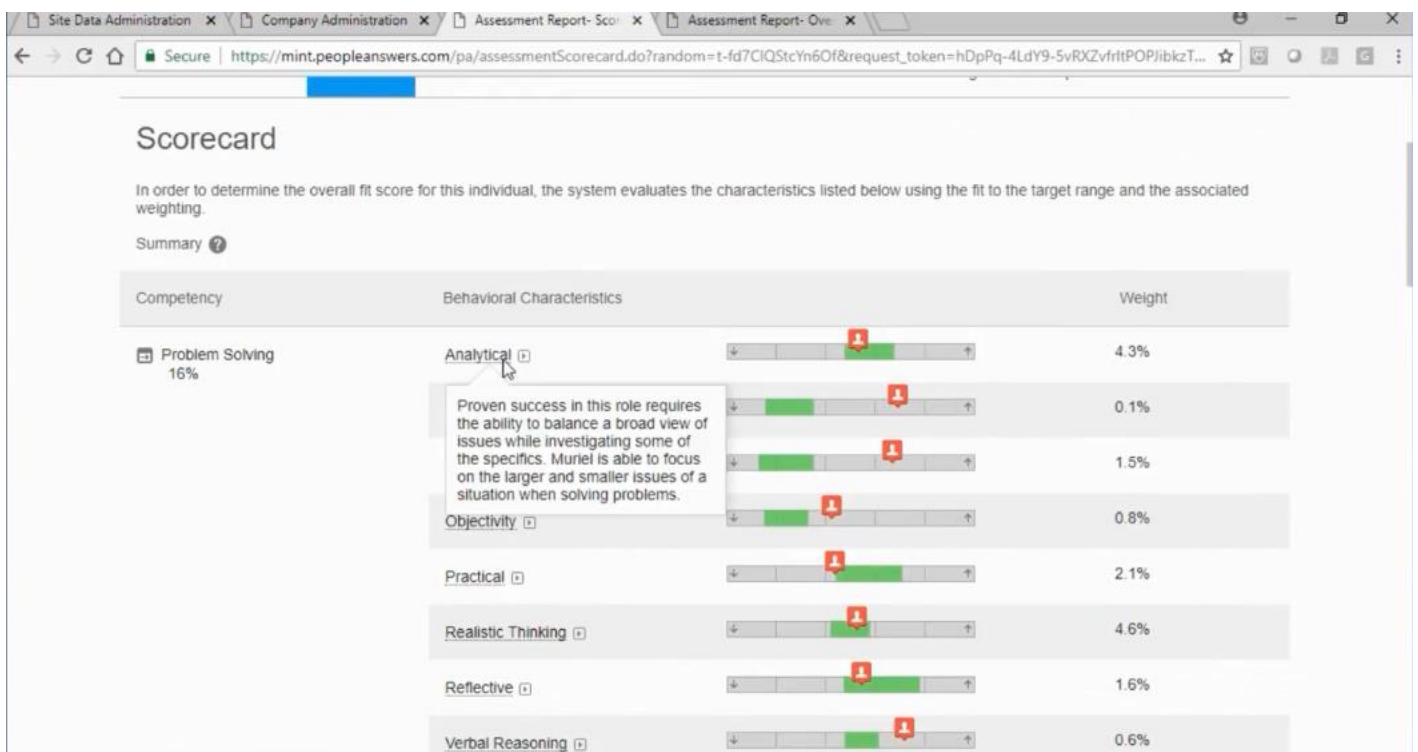 Site Data Administration
Company Administration
Assessment Report- Scor
Assessment Report- Ove
Secure | https://mint.peopleanswers.com/pa/assessmentScorecard.do?random=t-fd7ClQStcYn6Of&request_token=hDpPq-4LdY9-5vRXZvfrItPOPJibkzT...
Scorecard
In order to determine the overall fit score for this individual, the system evaluates the characteristics listed below using the fit to the target range and the associated
weighting.
Summary ?
Competency Behavioral Characteristics Weight
Problem Solving Analytical 4.3%
16%
Proven success in this role requires
the ability to balance a broad view of
issues while investigating some of
the specifics. Muriel is able to focus
on the larger and smaller issues of a
situation when solving problems.
0.1%
1.5%
Objectivity 0.8%
Practical 2.1%
Realistic Thinking 4.6%
Reflective 1.6%
Verbal Reasoning 0.6%